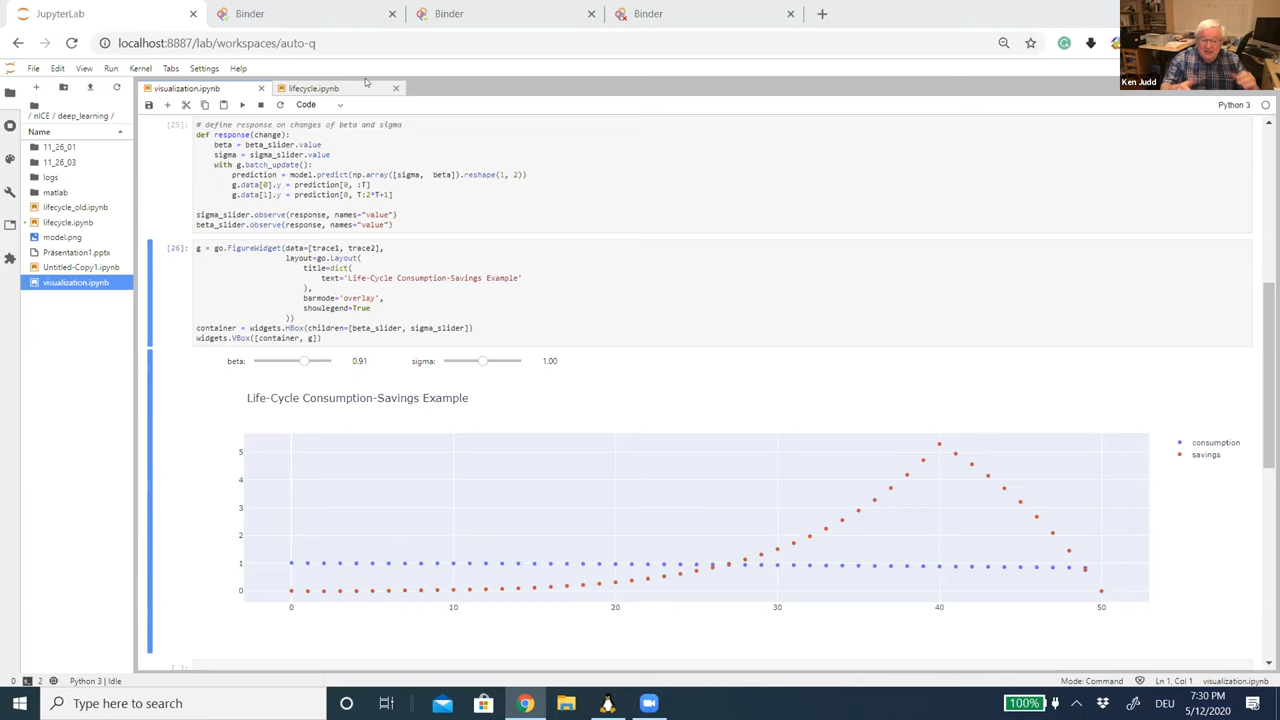 JupyterLab
Binder
Binder
Binder
localhost:8887/lab/workspaces/auto-q
Ken Judd
File Edit View Run Kernel Tabs Settings Help
visualization.ipynb
lifecycle.ipynb
Code
Python 3
/ nICE / deep_learning /
Name
11_26_01
11_26_03
logs
matlab
lifecycle_old.ipynb
lifecycle.ipynb
model.png
Präsentation1.pptx
Untitled-Copy1.ipynb
visualization.ipynb
[25]:
# define response on changes of beta and sigma
def response(change):
beta = beta_slider.value
sigma = sigma_slider.value
with g.batch_update():
prediction = model.predict(np.array([sigma, beta]).reshape(1, 2))
g.data[0].y = prediction[0, :T]
g.data[1].y = prediction[0, T:2*T+1]
sigma_slider.observe(response, names="value")
beta_slider.observe(response, names="value")
[26]:
g = go.FigureWidget(data=[trace1, trace2],
layout=go.Layout(
title=dict(
text='Life-Cycle Consumption-Savings Example'
),
barmode='overlay',
showlegend=True
))
container = widgets.HBox(children=[beta_slider, sigma_slider])
widgets.VBox([container, g])
beta: 0.91 sigma: 1.00
Life-Cycle Consumption-Savings Example
consumption
savings
5
4
3
2
1
0
0 10 20 30 40 50
[ ]:
0 2 Python 3 | Idle
Mode: Command Ln 1, Col 1 visualization.ipynb
Type here to search
100%
DEU
7:30 PM
5/12/2020